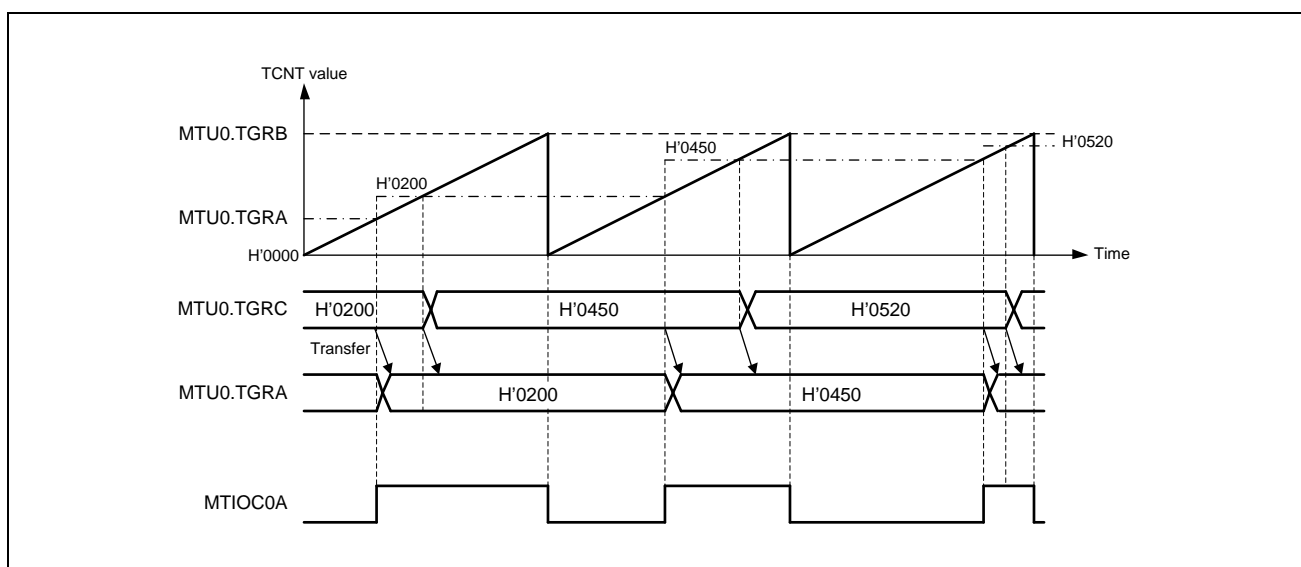 TCNT value
MTU0.TGRB
H'0450
H'0520
H'0200
MTU0.TGRA
H'0000
Time
MTU0.TGRC
H'0200
H'0450
H'0520
Transfer
MTU0.TGRA
H'0200
H'0450
MTIOC0A